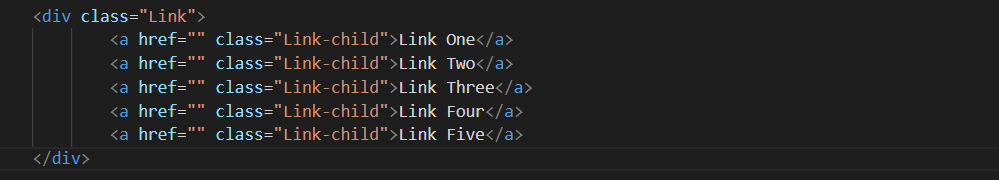 <div class="Link">
<a href="" class="Link-child">Link One</a>
<a href="" class="Link-child">Link Two</a>
<a href="" class="Link-child">Link Three</a>
<a href="" class="Link-child">Link Four</a>
<a href="" class="Link-child">Link Five</a>
</div>